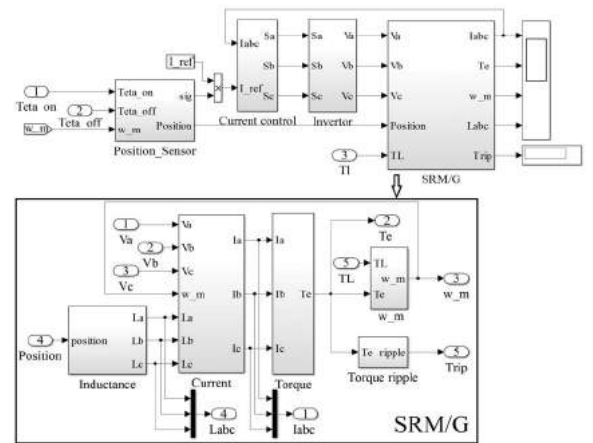 Iabc
Sa
Sb
Sc
I_ref
Current control
Sa
Sb
Sc
Va
Vb
Vc
Invertor
Va
Vb
Vc
Position
TL
Iabc
Te
w_m
Labc
Trip
SRM/G
I_ref
×
1
Teta on
2
Teta off
w_m
Teta_on
Teta_off
w_m
sig
Position
Position_Sensor
3
Tl
1
Va
2
Vb
3
Vc
4
Position
position
La
Lb
Lc
Inductance
Va
Vb
Vc
w_m
La
Lb
Lc
Ia
Ib
Ic
Current
Ia
Ib
Ic
Te
Torque
2
Te
5
TL
TL
Te
w_m
w_m
3
w_m
Te ripple
Torque ripple
5
Trip
4
Labc
1
Iabc
SRM/G